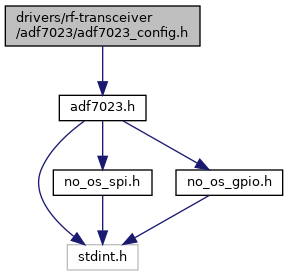 drivers/rf-transceiver
/adf7023/adf7023_config.h
adf7023.h
no_os_spi.h
no_os_gpio.h
stdint.h